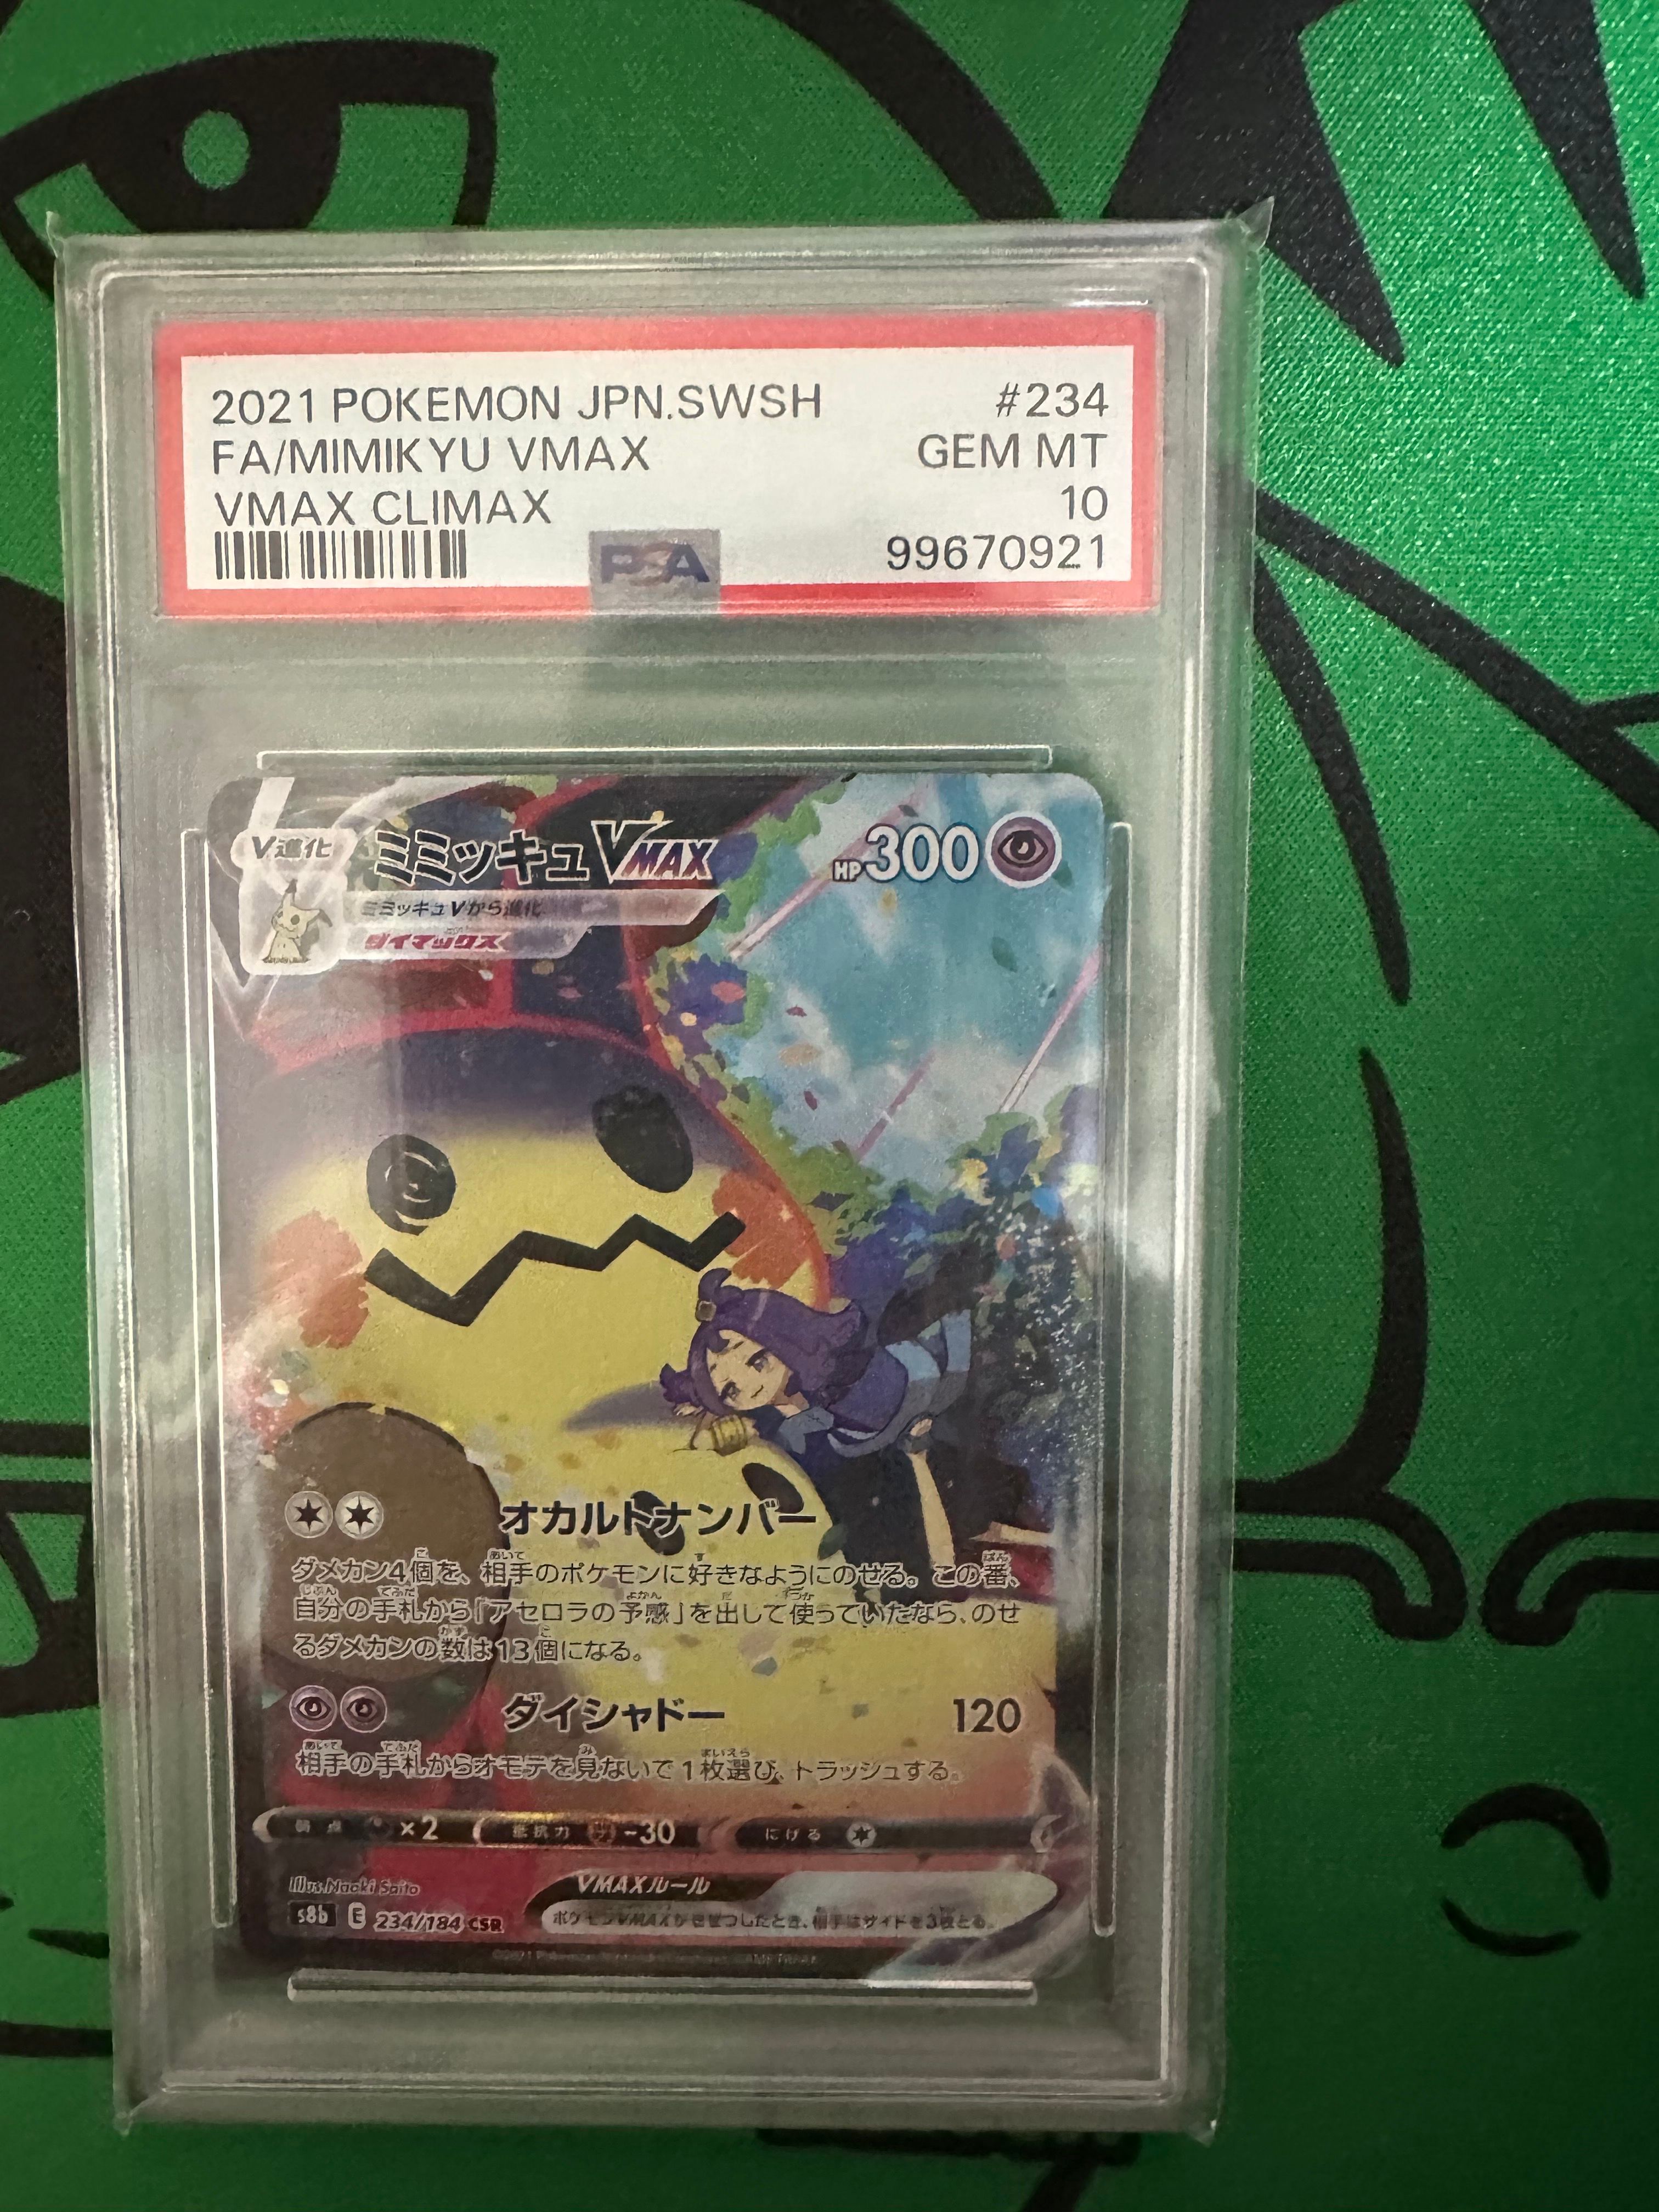 2021 POKEMON JPN.SWSH #234
FA/MIMIKYU VMAX GEM MT
VMAX CLIMAX 10
PSA 99670921
V進化 ミミッキュVMAX HP300
ミミッキュVから進化
ダイマックス
オカルトナンバー
ダメカン4個を、相手のポケモンに好きなようにのせる。この番、
自分の手札から「アセロラの予感」を出して使っていたなら、のせ
るダメカンの数は13個になる。
ダイシャドー 120
相手の手札からオモテを見ないで1枚選び、トラッシュする。
弱点 ×2 抵抗力 -30 にげる
Illus. Naoki Saito VMAXルール
s8b E 234/184 CSR ポケモンVMAXがきぜつしたとき、相手はサイドを3枚とる。